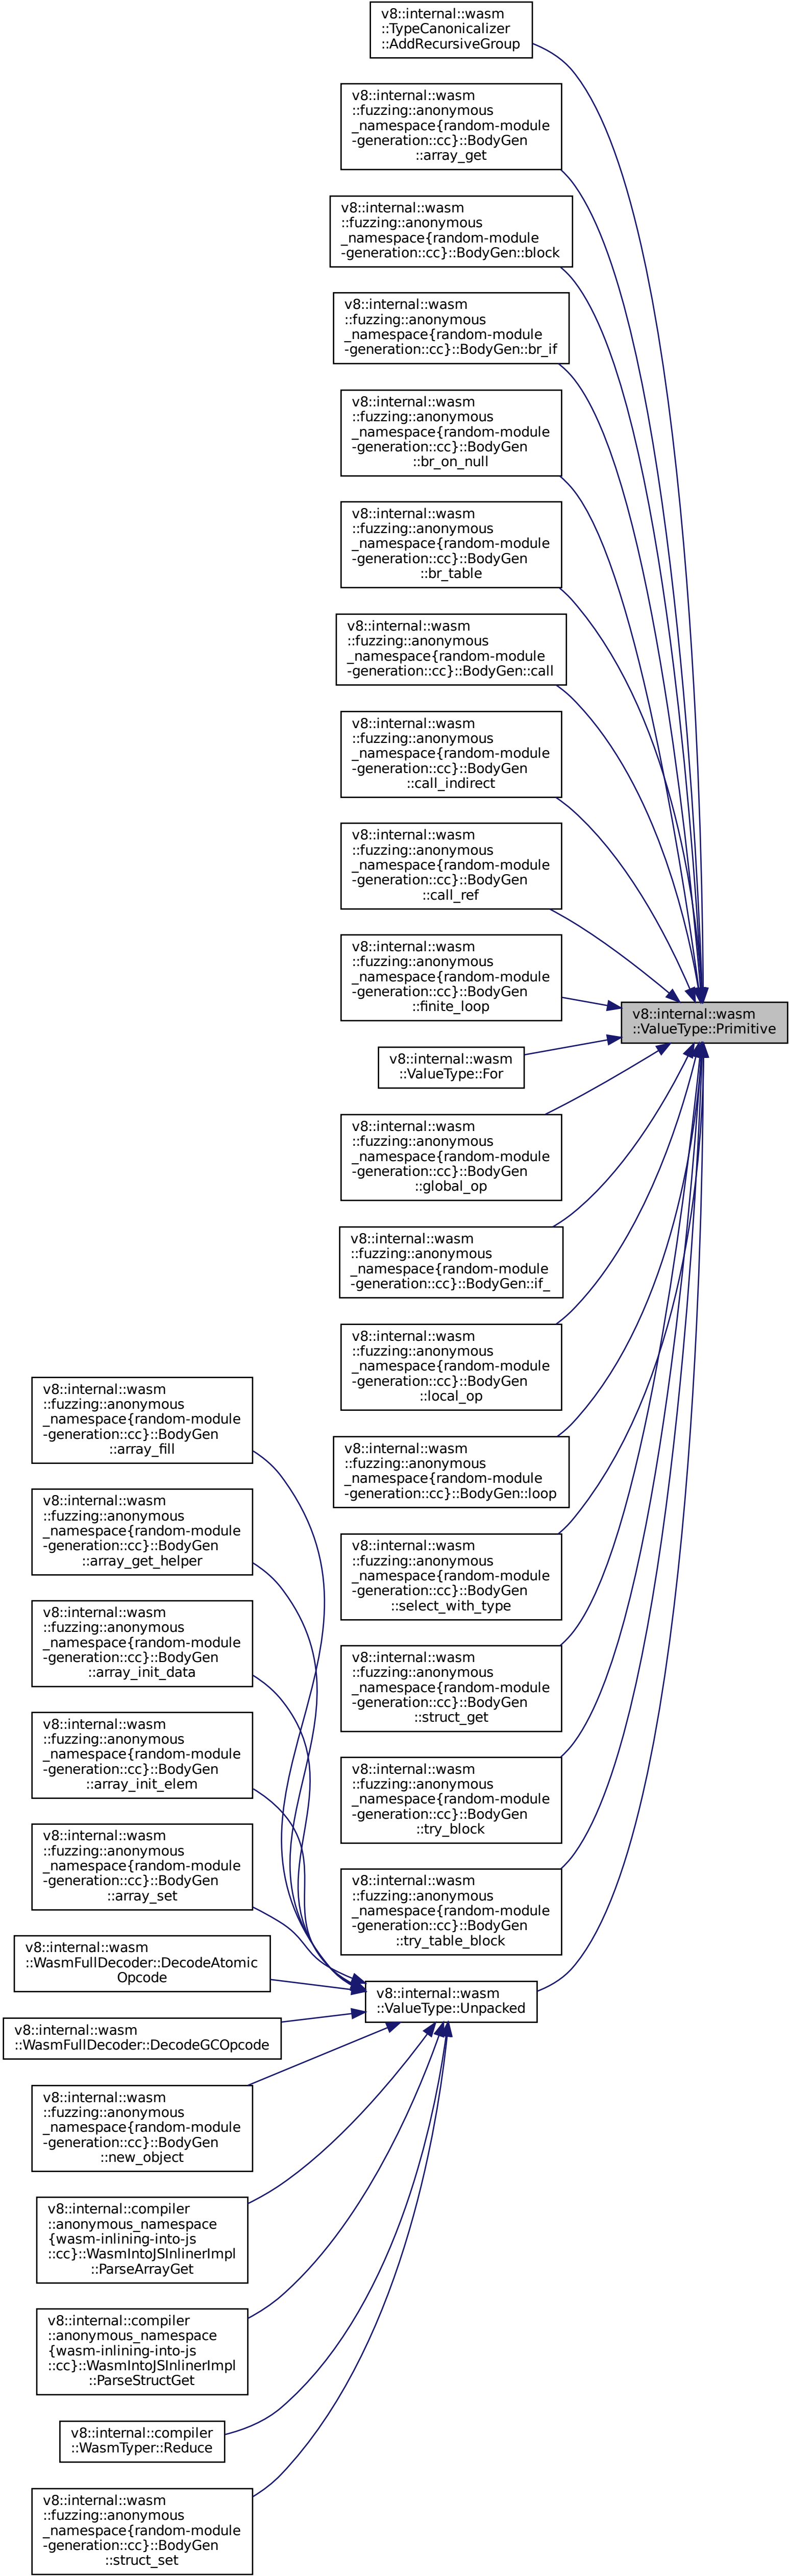 v8::internal::wasm
::TypeCanonicalizer
::AddRecursiveGroup
v8::internal::wasm
::fuzzing::anonymous
_namespace{random-module
-generation::cc}::BodyGen
::array_get
v8::internal::wasm
::fuzzing::anonymous
_namespace{random-module
-generation::cc}::BodyGen::block
v8::internal::wasm
::fuzzing::anonymous
_namespace{random-module
-generation::cc}::BodyGen::br_if
v8::internal::wasm
::fuzzing::anonymous
_namespace{random-module
-generation::cc}::BodyGen
::br_on_null
v8::internal::wasm
::fuzzing::anonymous
_namespace{random-module
-generation::cc}::BodyGen
::br_table
v8::internal::wasm
::fuzzing::anonymous
_namespace{random-module
-generation::cc}::BodyGen::call
v8::internal::wasm
::fuzzing::anonymous
_namespace{random-module
-generation::cc}::BodyGen
::call_indirect
v8::internal::wasm
::fuzzing::anonymous
_namespace{random-module
-generation::cc}::BodyGen
::call_ref
v8::internal::wasm
::fuzzing::anonymous
_namespace{random-module
-generation::cc}::BodyGen
::finite_loop
v8::internal::wasm
::ValueType::Primitive
v8::internal::wasm
::ValueType::For
v8::internal::wasm
::fuzzing::anonymous
_namespace{random-module
-generation::cc}::BodyGen
::global_op
v8::internal::wasm
::fuzzing::anonymous
_namespace{random-module
-generation::cc}::BodyGen::if_
v8::internal::wasm
::fuzzing::anonymous
_namespace{random-module
-generation::cc}::BodyGen
::local_op
v8::internal::wasm
::fuzzing::anonymous
_namespace{random-module
-generation::cc}::BodyGen::loop
v8::internal::wasm
::fuzzing::anonymous
_namespace{random-module
-generation::cc}::BodyGen
::select_with_type
v8::internal::wasm
::fuzzing::anonymous
_namespace{random-module
-generation::cc}::BodyGen
::struct_get
v8::internal::wasm
::fuzzing::anonymous
_namespace{random-module
-generation::cc}::BodyGen
::try_block
v8::internal::wasm
::fuzzing::anonymous
_namespace{random-module
-generation::cc}::BodyGen
::try_table_block
v8::internal::wasm
::ValueType::Unpacked
v8::internal::wasm
::fuzzing::anonymous
_namespace{random-module
-generation::cc}::BodyGen
::array_fill
v8::internal::wasm
::fuzzing::anonymous
_namespace{random-module
-generation::cc}::BodyGen
::array_get_helper
v8::internal::wasm
::fuzzing::anonymous
_namespace{random-module
-generation::cc}::BodyGen
::array_init_data
v8::internal::wasm
::fuzzing::anonymous
_namespace{random-module
-generation::cc}::BodyGen
::array_init_elem
v8::internal::wasm
::fuzzing::anonymous
_namespace{random-module
-generation::cc}::BodyGen
::array_set
v8::internal::wasm
::WasmFullDecoder::DecodeAtomic
Opcode
v8::internal::wasm
::WasmFullDecoder::DecodeGCOpcode
v8::internal::wasm
::fuzzing::anonymous
_namespace{random-module
-generation::cc}::BodyGen
::new_object
v8::internal::compiler
::anonymous_namespace
{wasm-inlining-into-js
::cc}::WasmIntoJSInlinerImpl
::ParseArrayGet
v8::internal::compiler
::anonymous_namespace
{wasm-inlining-into-js
::cc}::WasmIntoJSInlinerImpl
::ParseStructGet
v8::internal::compiler
::WasmTyper::Reduce
v8::internal::wasm
::fuzzing::anonymous
_namespace{random-module
-generation::cc}::BodyGen
::struct_set